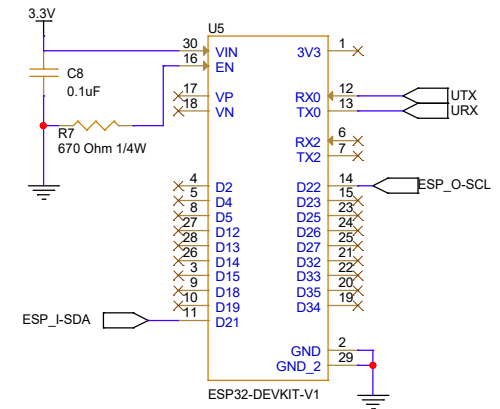 3.3V
U5
30 VIN 3V3 1
16 EN
C8
0.1uF
17 VP RX0 12 UTX
18 VN TX0 13 URX
R7
670 Ohm 1/4W
RX2 6
TX2 7
4 D2 D22 14 ESP_O-SCL
5 D4 D23 15
8 D5 D25 23
27 D12 D26 24
28 D13 D27 25
26 D14 D32 21
3 D15 D33 22
9 D18 D35 20
10 D19 D34 19
ESP_I-SDA 11 D21
GND 2
GND_2 29
ESP32-DEVKIT-V1